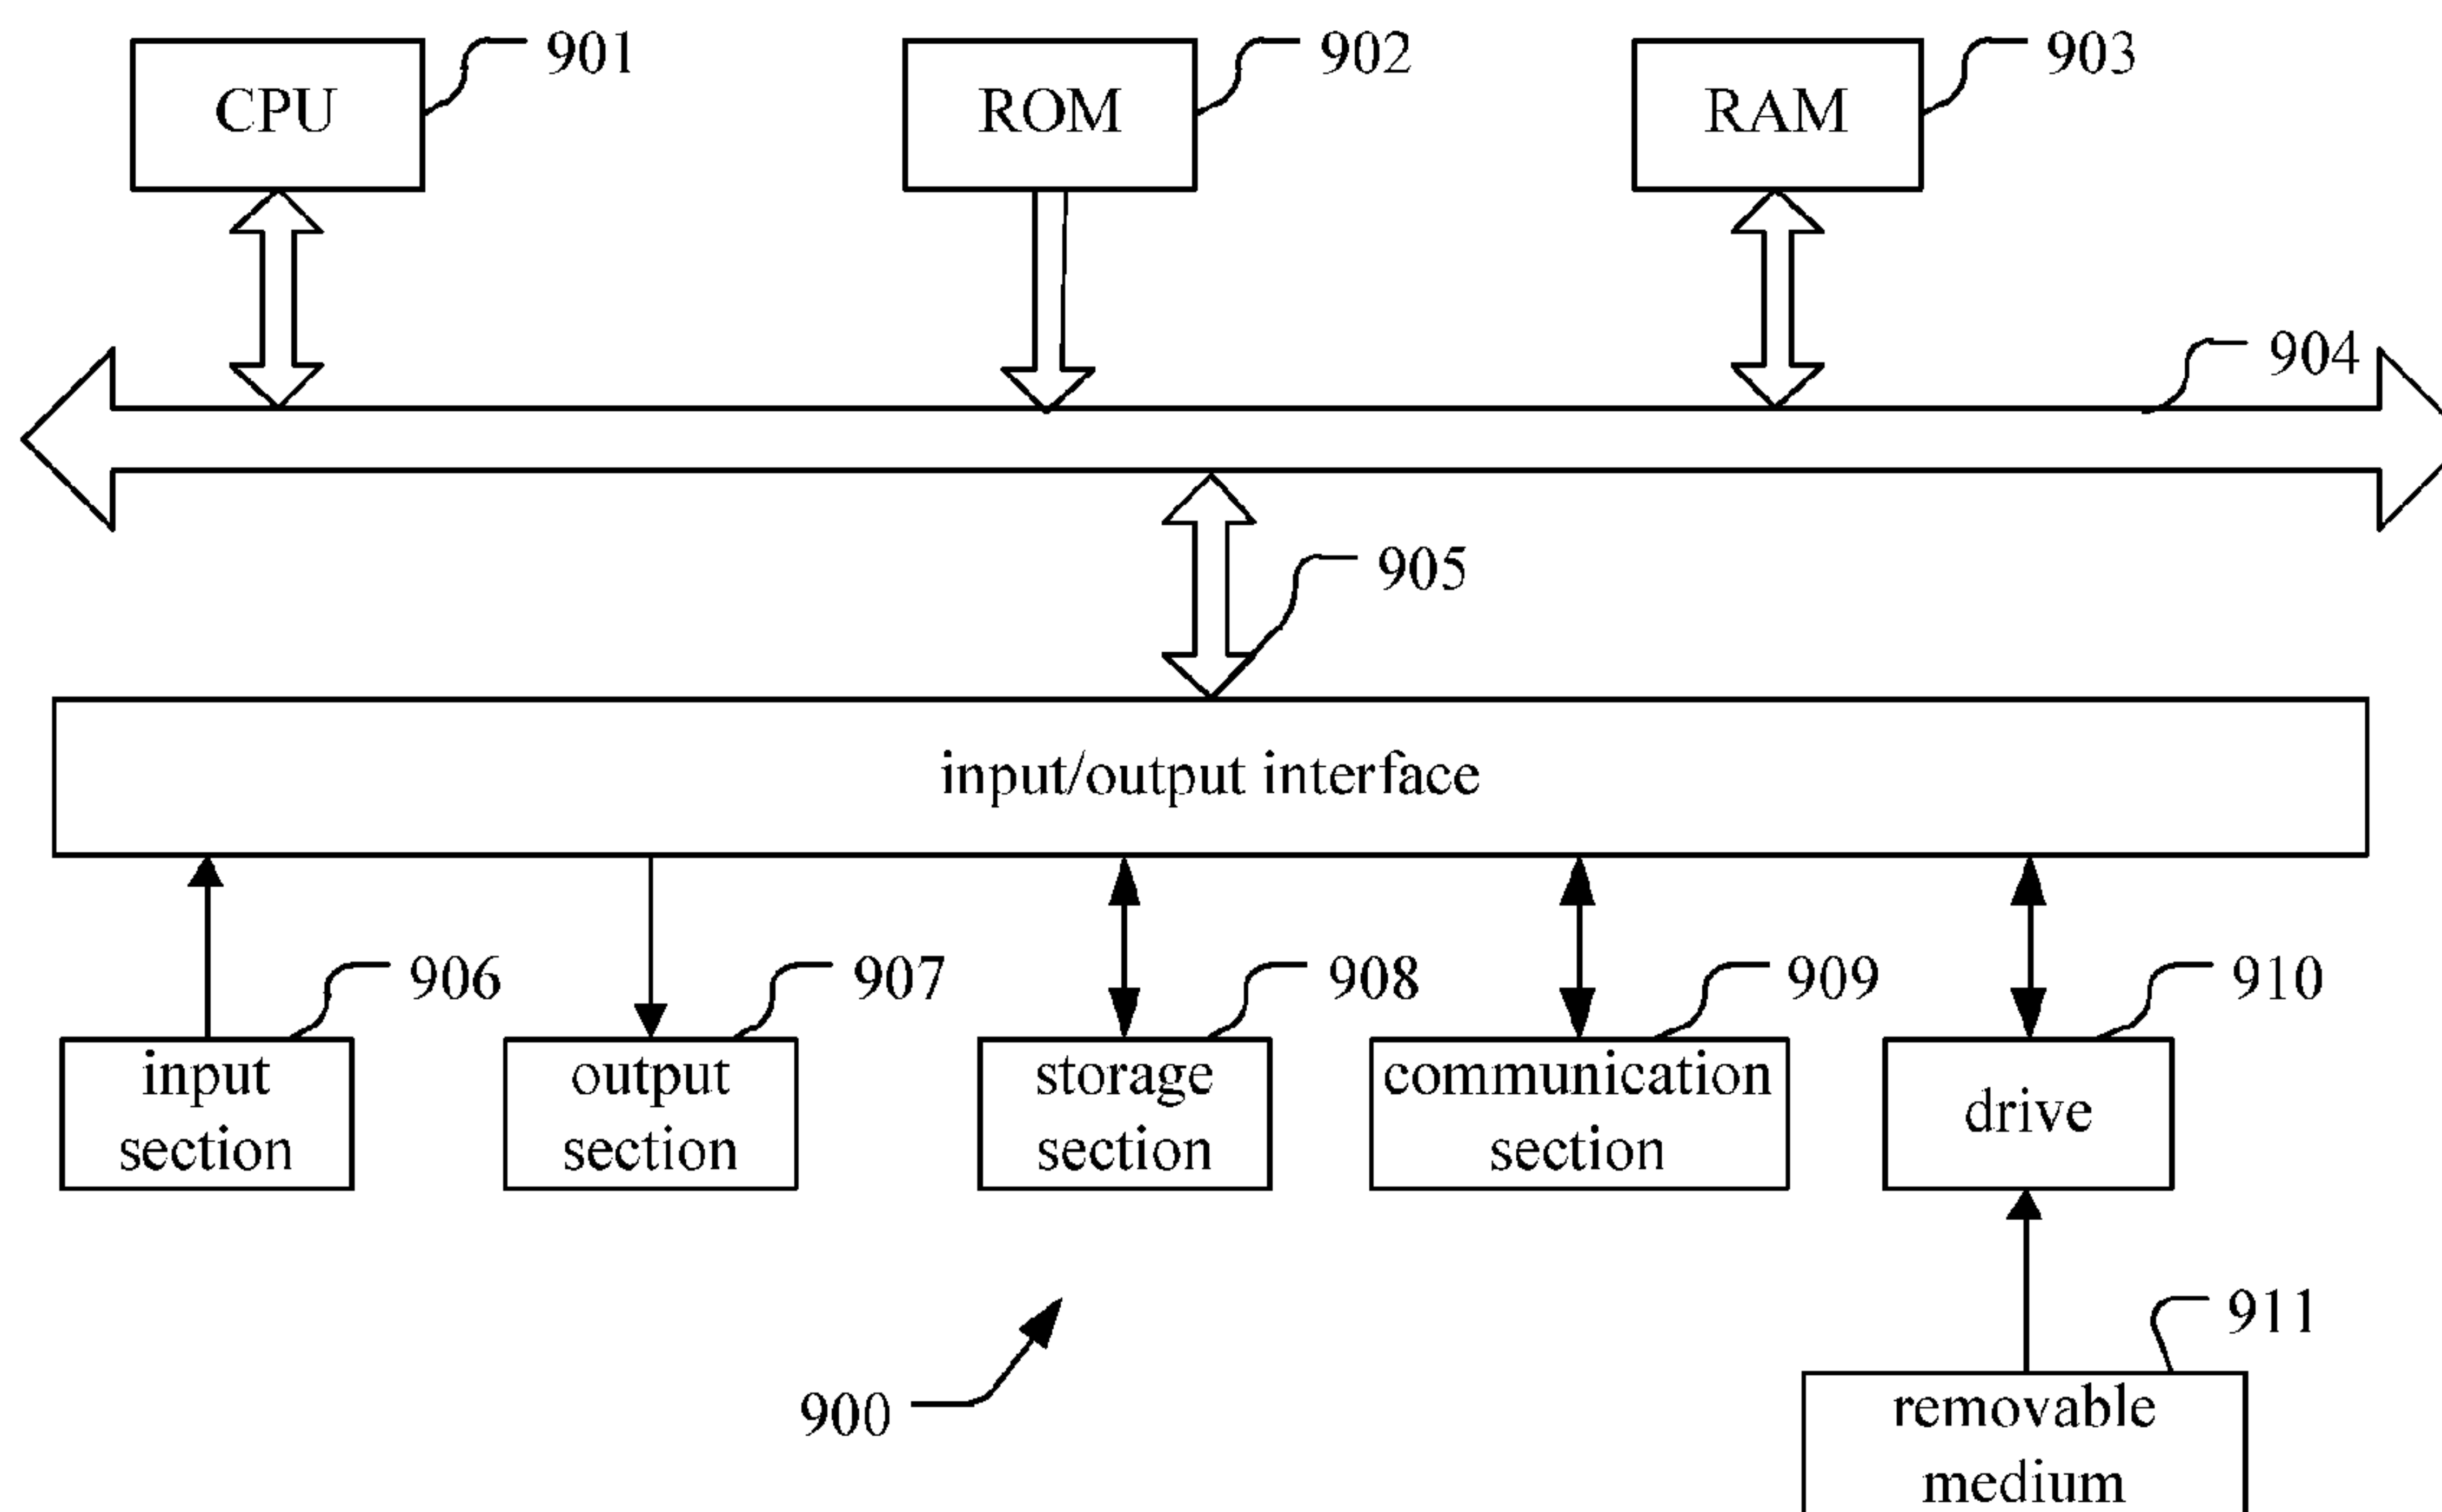 CPU
901
ROM
902
RAM
903
904
905
input/output interface
906
907
908
909
910
input
section
output
section
storage
section
communication
section
drive
911
900
removable
medium